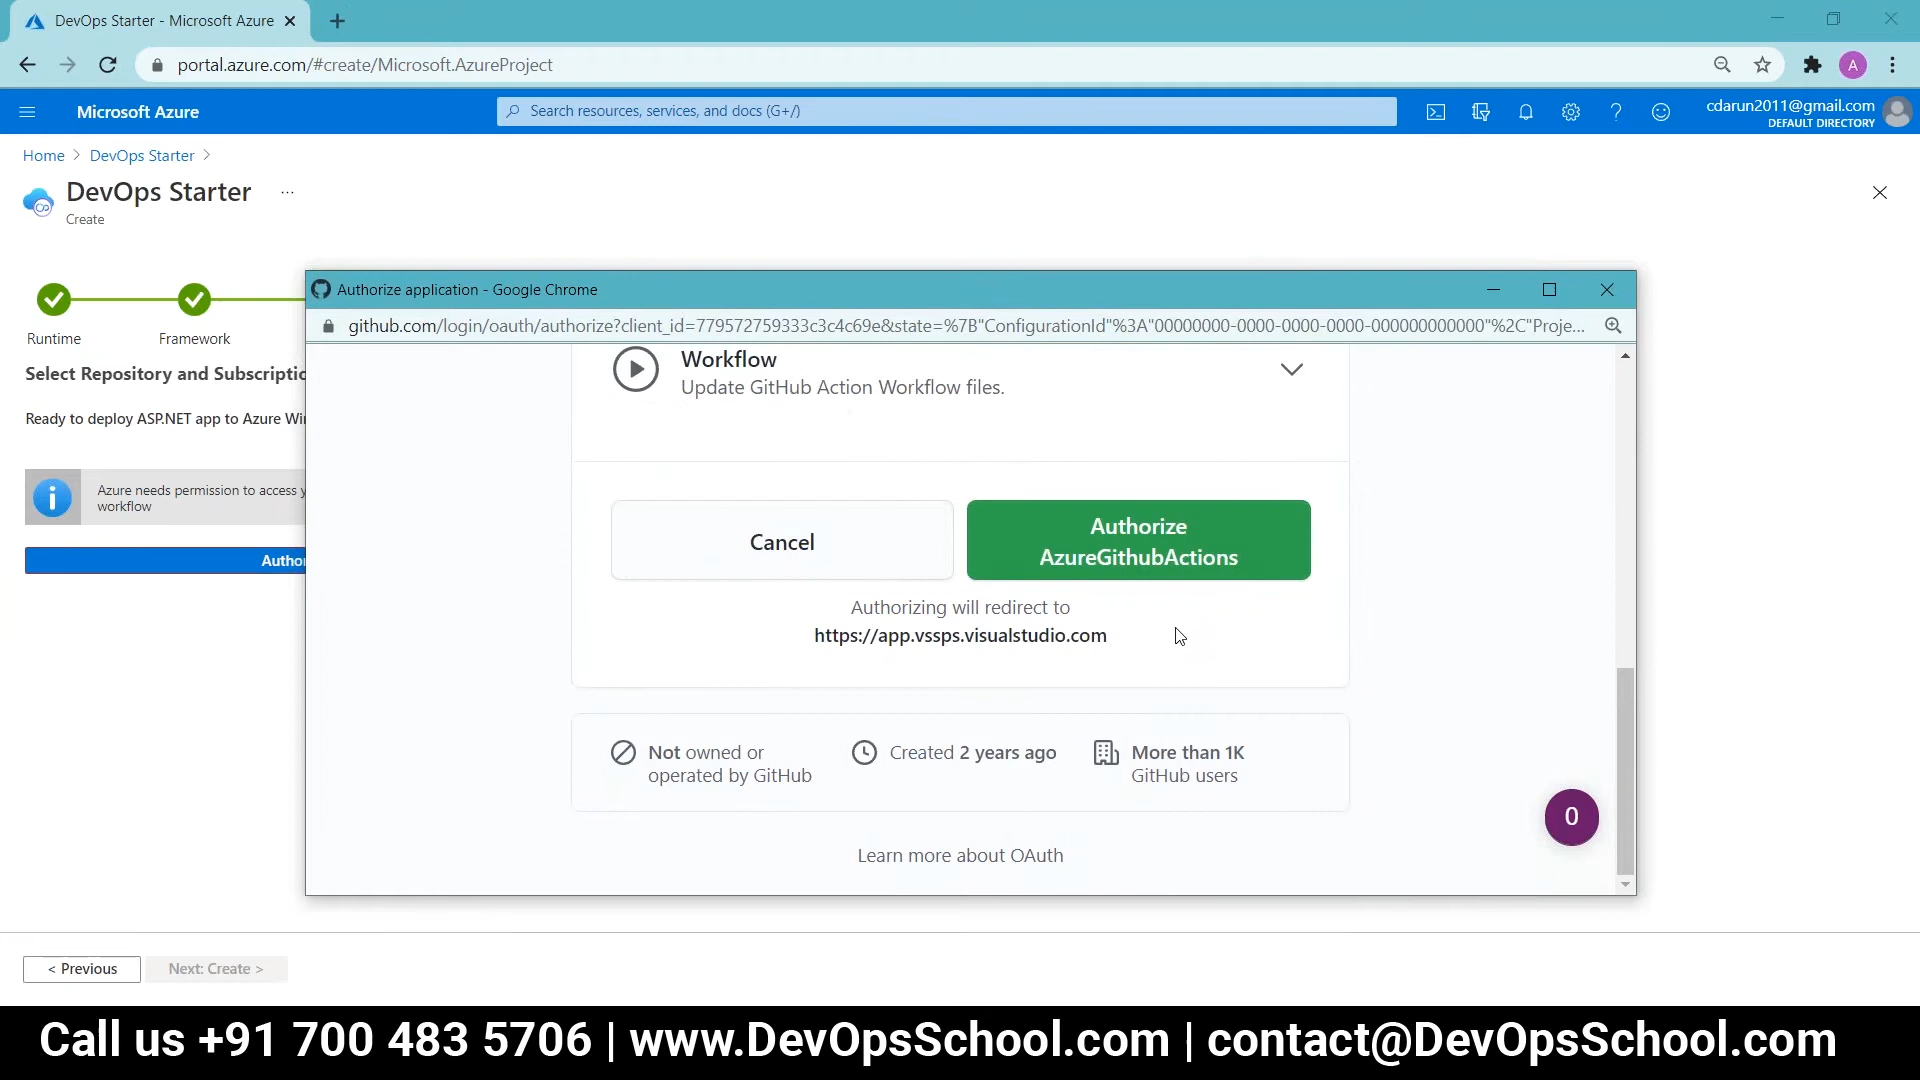 DevOps Starter - Microsoft Azure
portal.azure.com/#create/Microsoft.AzureProject
A
Microsoft Azure
Search resources, services, and docs (G+/)
cdarun2011@gmail.com
DEFAULT DIRECTORY
Home > DevOps Starter >
DevOps Starter ...
Create
Runtime
Framework
Select Repository and Subscriptio
Ready to deploy ASP.NET app to Azure Wi
Azure needs permission to access y
workflow
Author
Authorize application - Google Chrome
github.com/login/oauth/authorize?client_id=779572759333c3c4c69e&state=%7B"ConfigurationId"%3A"00000000-0000-0000-0000-000000000000"%2C"Proje...
Workflow
Update GitHub Action Workflow files.
Cancel
Authorize
AzureGithubActions
Authorizing will redirect to
https://app.vssps.visualstudio.com
Not owned or
operated by GitHub
Created 2 years ago
More than 1K
GitHub users
0
Learn more about OAuth
< Previous
Next: Create >
Call us +91 700 483 5706 | www.DevOpsSchool.com | contact@DevOpsSchool.com